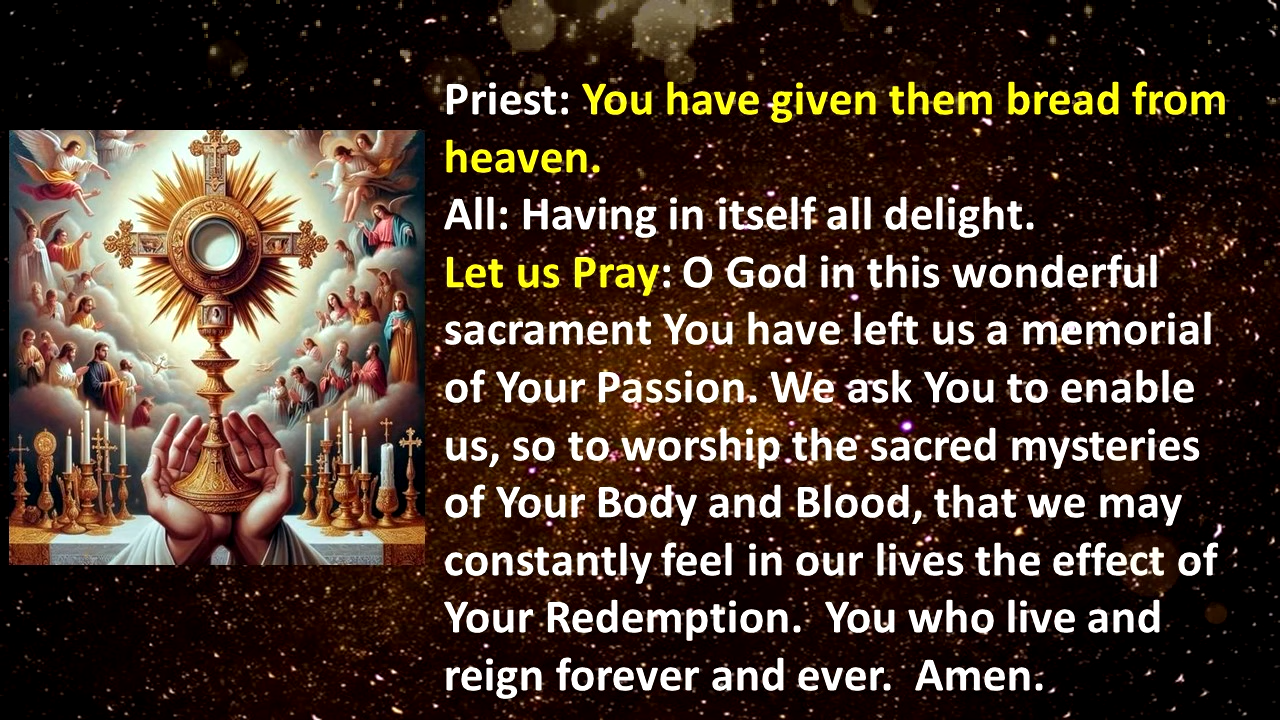 Priest: You have given them bread from
heaven.
All: Having in itself all delight.
Let us Pray: O God in this wonderful
sacrament You have left us a memorial
of Your Passion. We ask You to enable
us, so to worship the sacred mysteries
of Your Body and Blood, that we may
constantly feel in our lives the effect of
Your Redemption.  You who live and
reign forever and ever.  Amen.